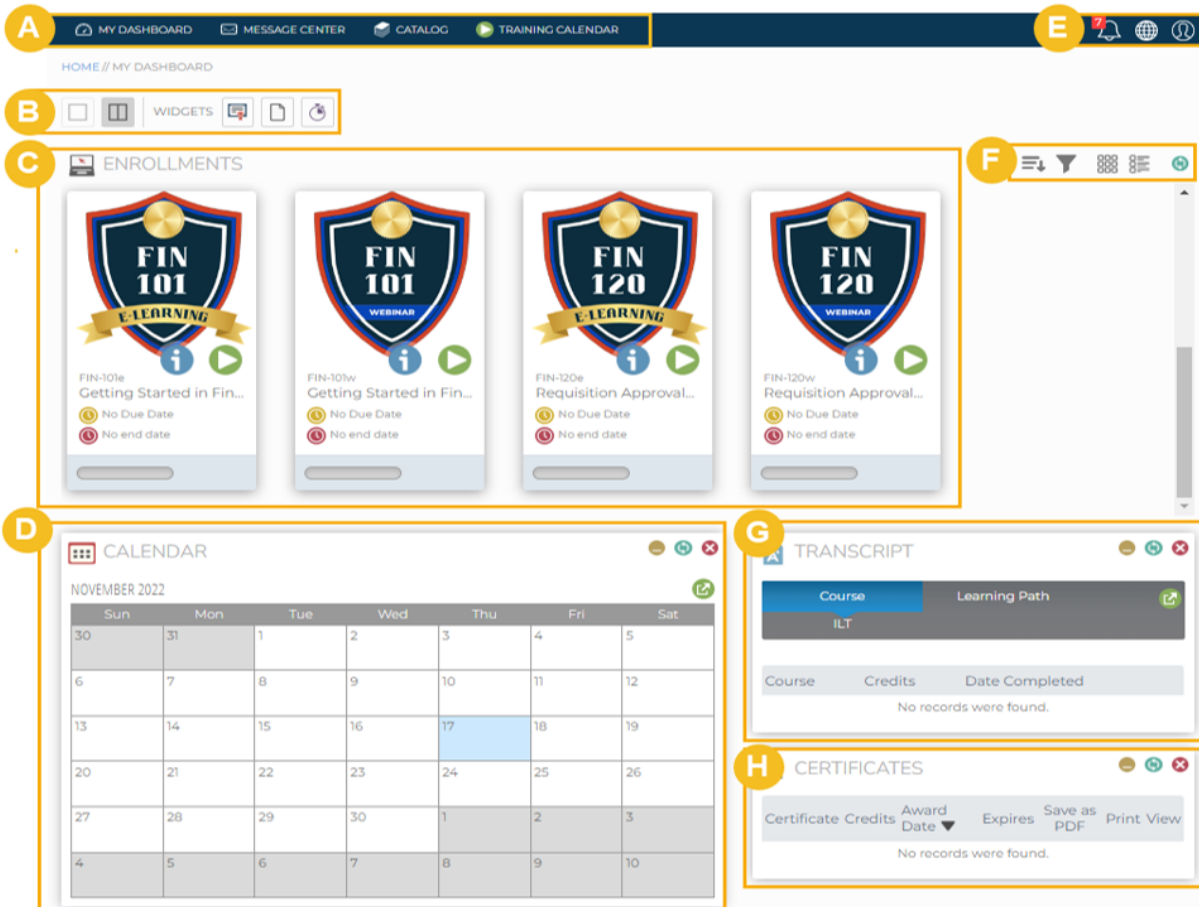 A MY DASHBOARD MESSAGE CENTER CATALOG TRAINING CALENDAR E 7
HOME // MY DASHBOARD
B WIDGETS
C ENROLLMENTS F
FIN 101 E-LEARNING
FIN-101e
Getting Started in Fin...
No Due Date
No end date
FIN 101 WEBINAR
FIN-101w
Getting Started in Fin...
No Due Date
No end date
FIN 120 E-LEARNING
FIN-120e
Requisition Approval...
No Due Date
No end date
FIN 120 WEBINAR
FIN-120w
Requisition Approval...
No Due Date
No end date
D CALENDAR
NOVEMBER 2022
Sun Mon Tue Wed Thu Fri Sat
30 31 1 2 3 4 5
6 7 8 9 10 11 12
13 14 15 16 17 18 19
20 21 22 23 24 25 26
27 28 29 30 1 2 3
4 5 6 7 8 9 10
G TRANSCRIPT
Course Learning Path
ILT
Course Credits Date Completed
No records were found.
H CERTIFICATES
Certificate Credits Award Date ▼ Expires Save as PDF Print View
No records were found.